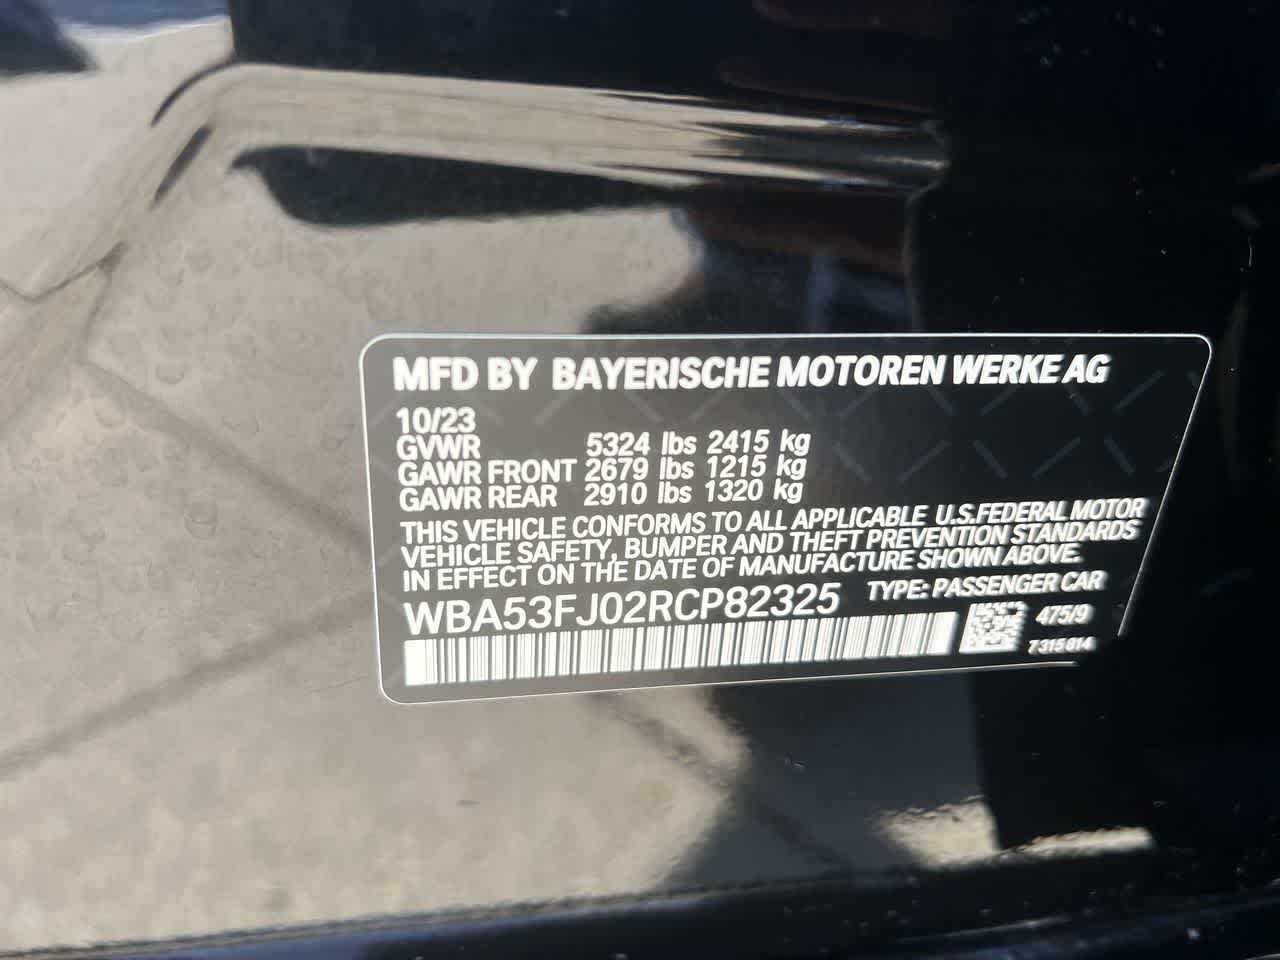 MFD BY BAYERISCHE MOTOREN WERKE AG
10/23
GVWR 5324 lbs 2415 kg
GAWR FRONT 2679 lbs 1215 kg
GAWR REAR 2910 lbs 1320 kg
THIS VEHICLE CONFORMS TO ALL APPLICABLE U.S.FEDERAL MOTOR
VEHICLE SAFETY, BUMPER AND THEFT PREVENTION STANDARDS
IN EFFECT ON THE DATE OF MANUFACTURE SHOWN ABOVE.
WBA53FJ02RCP82325 TYPE: PASSENGER CAR
475/9
7315814